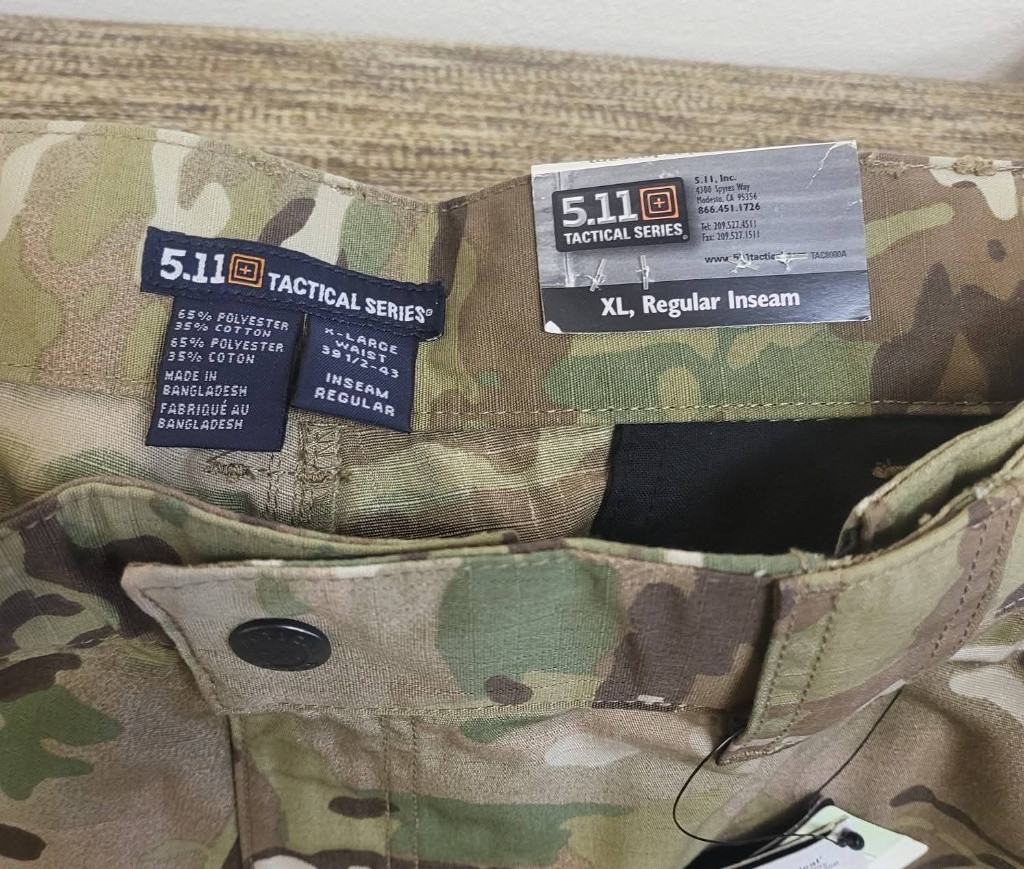 5.11 TACTICAL SERIES®
65% POLYESTER
35% COTTON
65% POLYESTER
35% COTON
MADE IN
BANGLADESH
FABRIQUÉ AU
BANGLADESH
X-LARGE
WAIST
39 1/2-43
INSEAM
REGULAR
5.11
TACTICAL SERIES®
5.11, Inc.
4300 Spyres Way
Modesto, CA 95356
866.451.1726
Tel: 209.527.4511
Fax: 209.527.1511
TAC8000A
XL, Regular Inseam